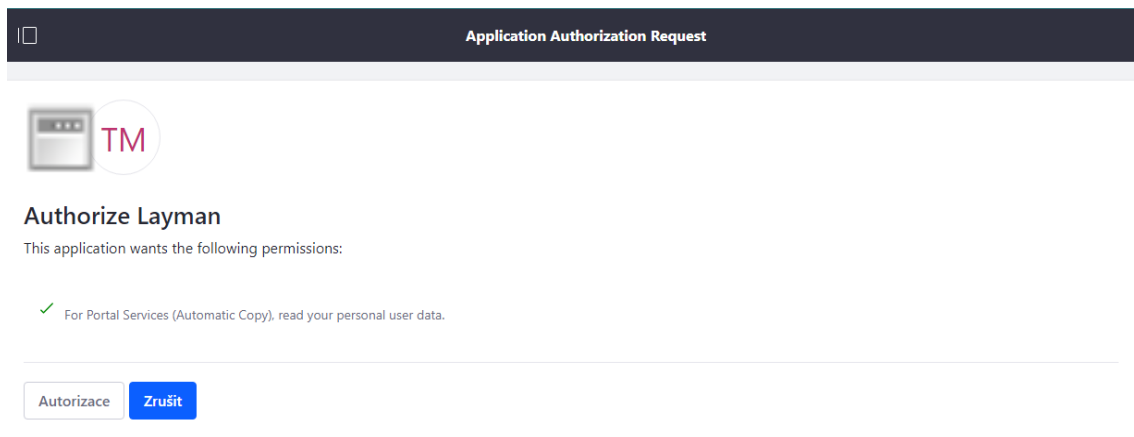 Application Authorization Request
TM
Authorize Layman
This application wants the following permissions:
For Portal Services (Automatic Copy), read your personal user data.
Autorizace Zrušit